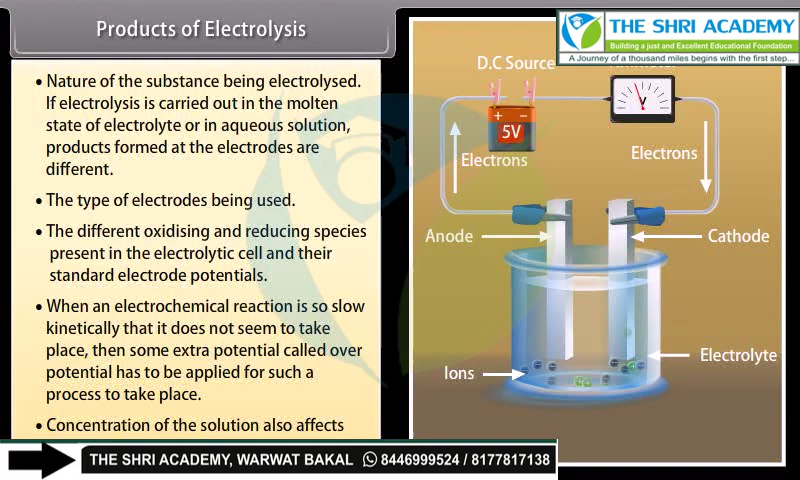 Products of Electrolysis
THE SHRI ACADEMY
Building a just and Excellent Educational Foundation
A Journey of a thousand miles begins with the first step...
• Nature of the substance being electrolysed.
If electrolysis is carried out in the molten
state of electrolyte or in aqueous solution,
products formed at the electrodes are
different.
• The type of electrodes being used.
• The different oxidising and reducing species
present in the electrolytic cell and their
standard electrode potentials.
• When an electrochemical reaction is so slow
kinetically that it does not seem to take
place, then some extra potential called over
potential has to be applied for such a
process to take place.
• Concentration of the solution also affects
D.C Source
+ −
5V
V
Electrons
Electrons
Anode
Cathode
Electrolyte
Ions
THE SHRI ACADEMY, WARWAT BAKAL 8446999524 / 8177817138